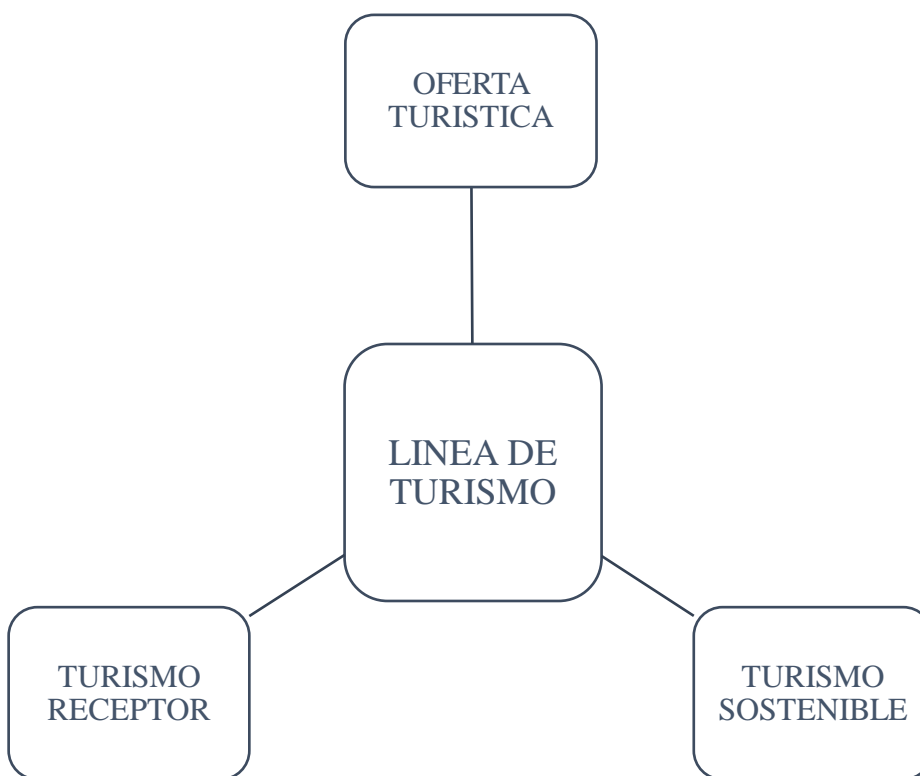 OFERTA
TURISTICA
LINEA DE
TURISMO
TURISMO
RECEPTOR
TURISMO
SOSTENIBLE